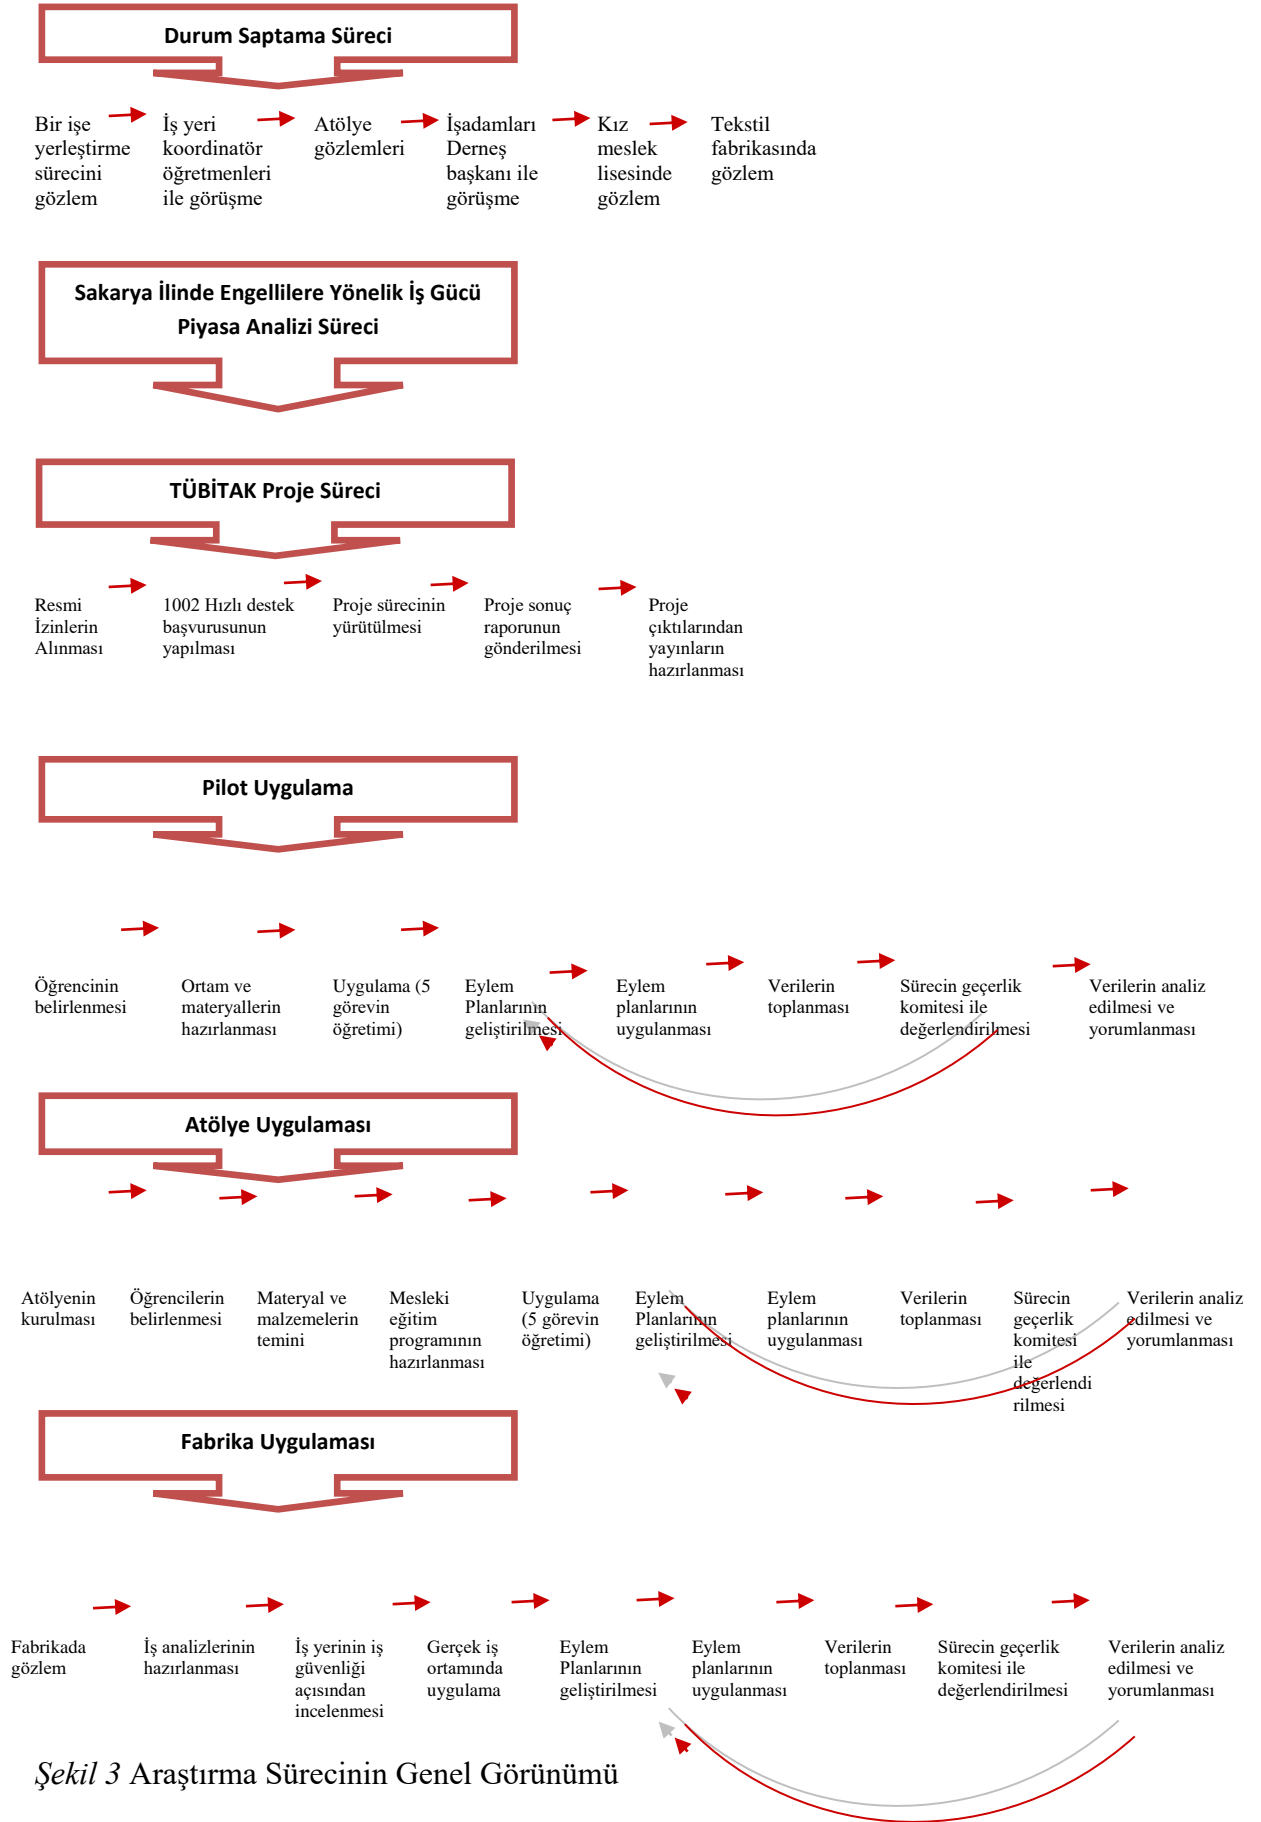 Durum Saptama Süreci
Bir işe
yerleştirme
sürecini
gözlem
İş yeri
koordinatör
öğretmenleri
ile görüşme
Atölye
gözlemleri
İşadamları
Derneş
başkanı ile
görüşme
Kız
meslek
lisesinde
gözlem
Tekstil
fabrikasında
gözlem
Sakarya İlinde Engellilere Yönelik İş Gücü
Piyasa Analizi Süreci
TÜBİTAK Proje Süreci
Resmi
İzinlerin
Alınması
1002 Hızlı destek
başvurusunun
yapılması
Proje sürecinin
yürütülmesi
Proje sonuç
raporunun
gönderilmesi
Proje
çıktılarından
yayınların
hazırlanması
Pilot Uygulama
Öğrencinin
belirlenmesi
Ortam ve
materyallerin
hazırlanması
Uygulama (5
görevin
öğretimi)
Eylem
Planlarının
geliştirilmesi
Eylem
planlarının
uygulanması
Verilerin
toplanması
Sürecin geçerlik
komitesi ile
değerlendirilmesi
Verilerin analiz
edilmesi ve
yorumlanması
Atölye Uygulaması
Atölyenin
kurulması
Öğrencilerin
belirlenmesi
Materyal ve
malzemelerin
temini
Mesleki
eğitim
programının
hazırlanması
Uygulama
(5 görevin
öğretimi)
Eylem
Planlarının
geliştirilmesi
Eylem
planlarının
uygulanması
Verilerin
toplanması
Sürecin
geçerlik
komitesi
ile
değerlendi
rilmesi
Verilerin analiz
edilmesi ve
yorumlanması
Fabrika Uygulaması
Fabrikada
gözlem
İş analizlerinin
hazırlanması
İş yerinin iş
güvenliği
açısından
incelenmesi
Gerçek iş
ortamında
uygulama
Eylem
Planlarının
geliştirilmesi
Eylem
planlarının
uygulanması
Verilerin
toplanması
Sürecin geçerlik
komitesi ile
değerlendirilmesi
Verilerin analiz
edilmesi ve
yorumlanması
Şekil 3 Araştırma Sürecinin Genel Görünümü